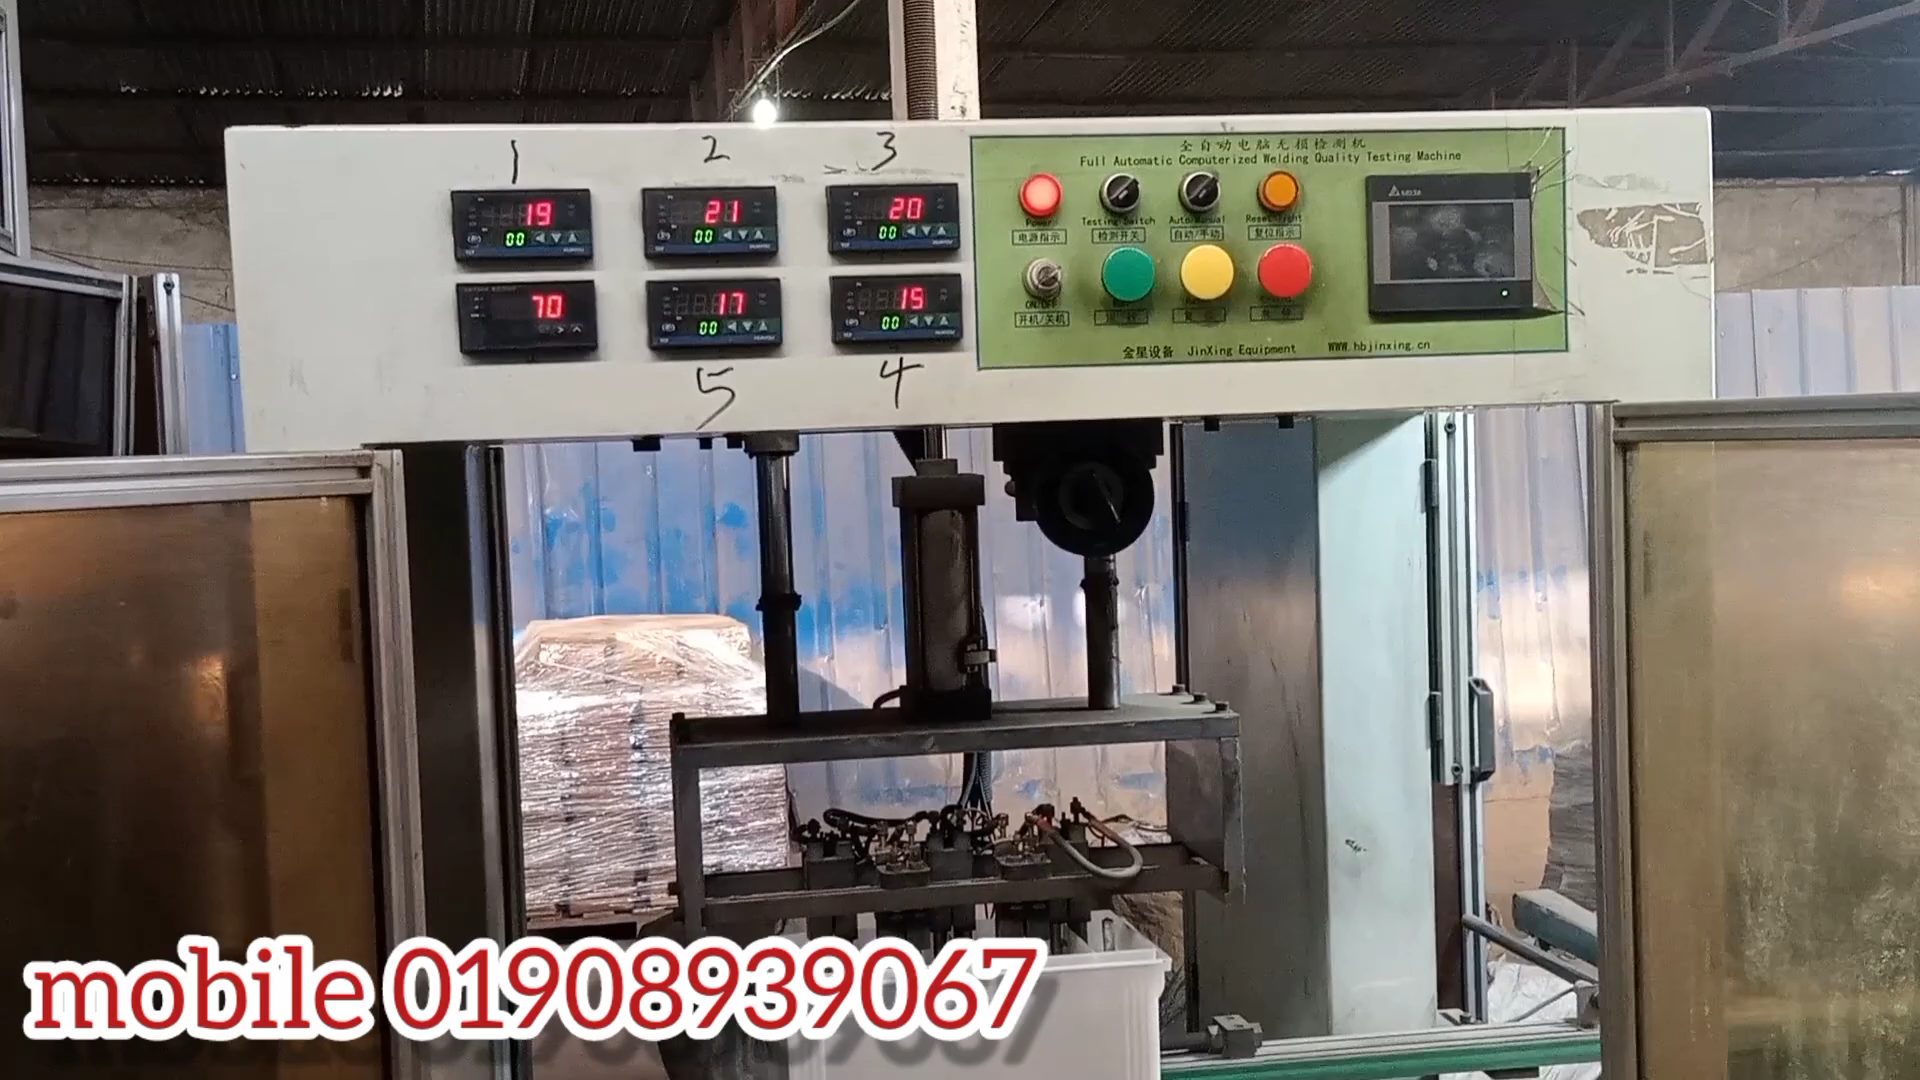 1
2
3
19
00
21
00
20
00
70
17
00
15
00
5
4
全自动电脑无损检测机
Full Automatic Computerized Welding Quality Testing Machine
Power
Testing Switch
Auto/Manual
Reset Light
电源指示
检测开关
自动/手动
复位指示
ON/OFF
开机/关机
金星设备 JinXing Equipment WWW.hbjinxing.cn
DELTA
mobile 01908939067